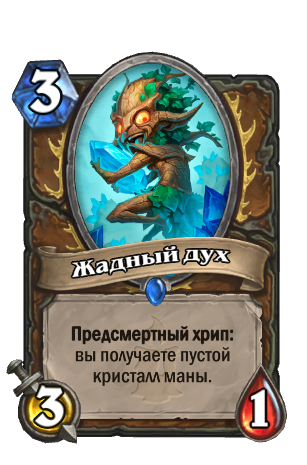 3
Жадный дух
Предсмертный хрип:
вы получаете пустой
кристалл маны.
3
1